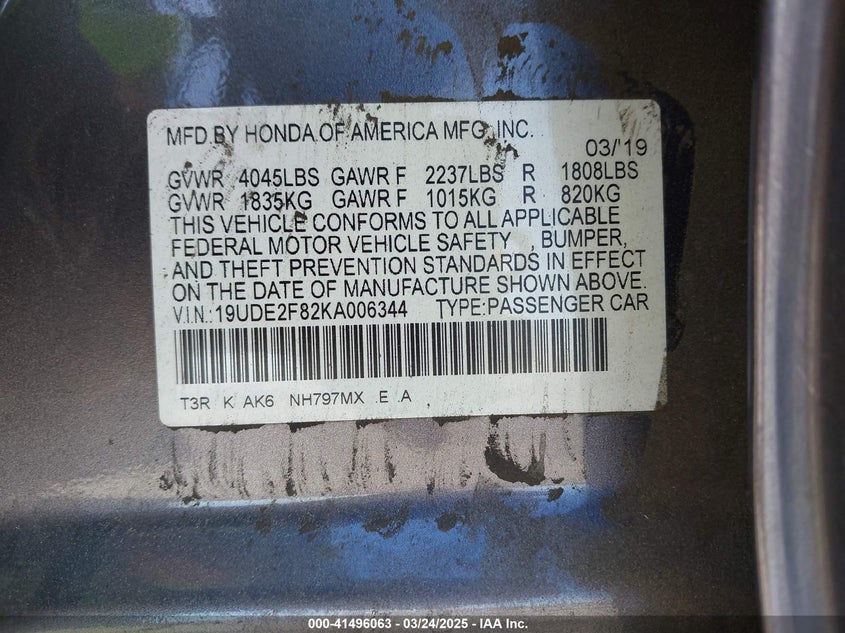 MFD.BY HONDA OF AMERICA MFG.,INC.
03/'19
GVWR 4045LBS GAWR F 2237LBS R 1808LBS
GVWR 1835KG GAWR F 1015KG R 820KG
THIS VEHICLE CONFORMS TO ALL APPLICABLE
FEDERAL MOTOR VEHICLE SAFETY , BUMPER,
AND THEFT PREVENTION STANDARDS IN EFFECT
ON THE DATE OF MANUFACTURE SHOWN ABOVE.
V.I.N.:19UDE2F82KA006344 TYPE:PASSENGER CAR
T3R K AK6 NH797MX .E .A
000-41496063 — 03/24/2025 — IAA Inc.